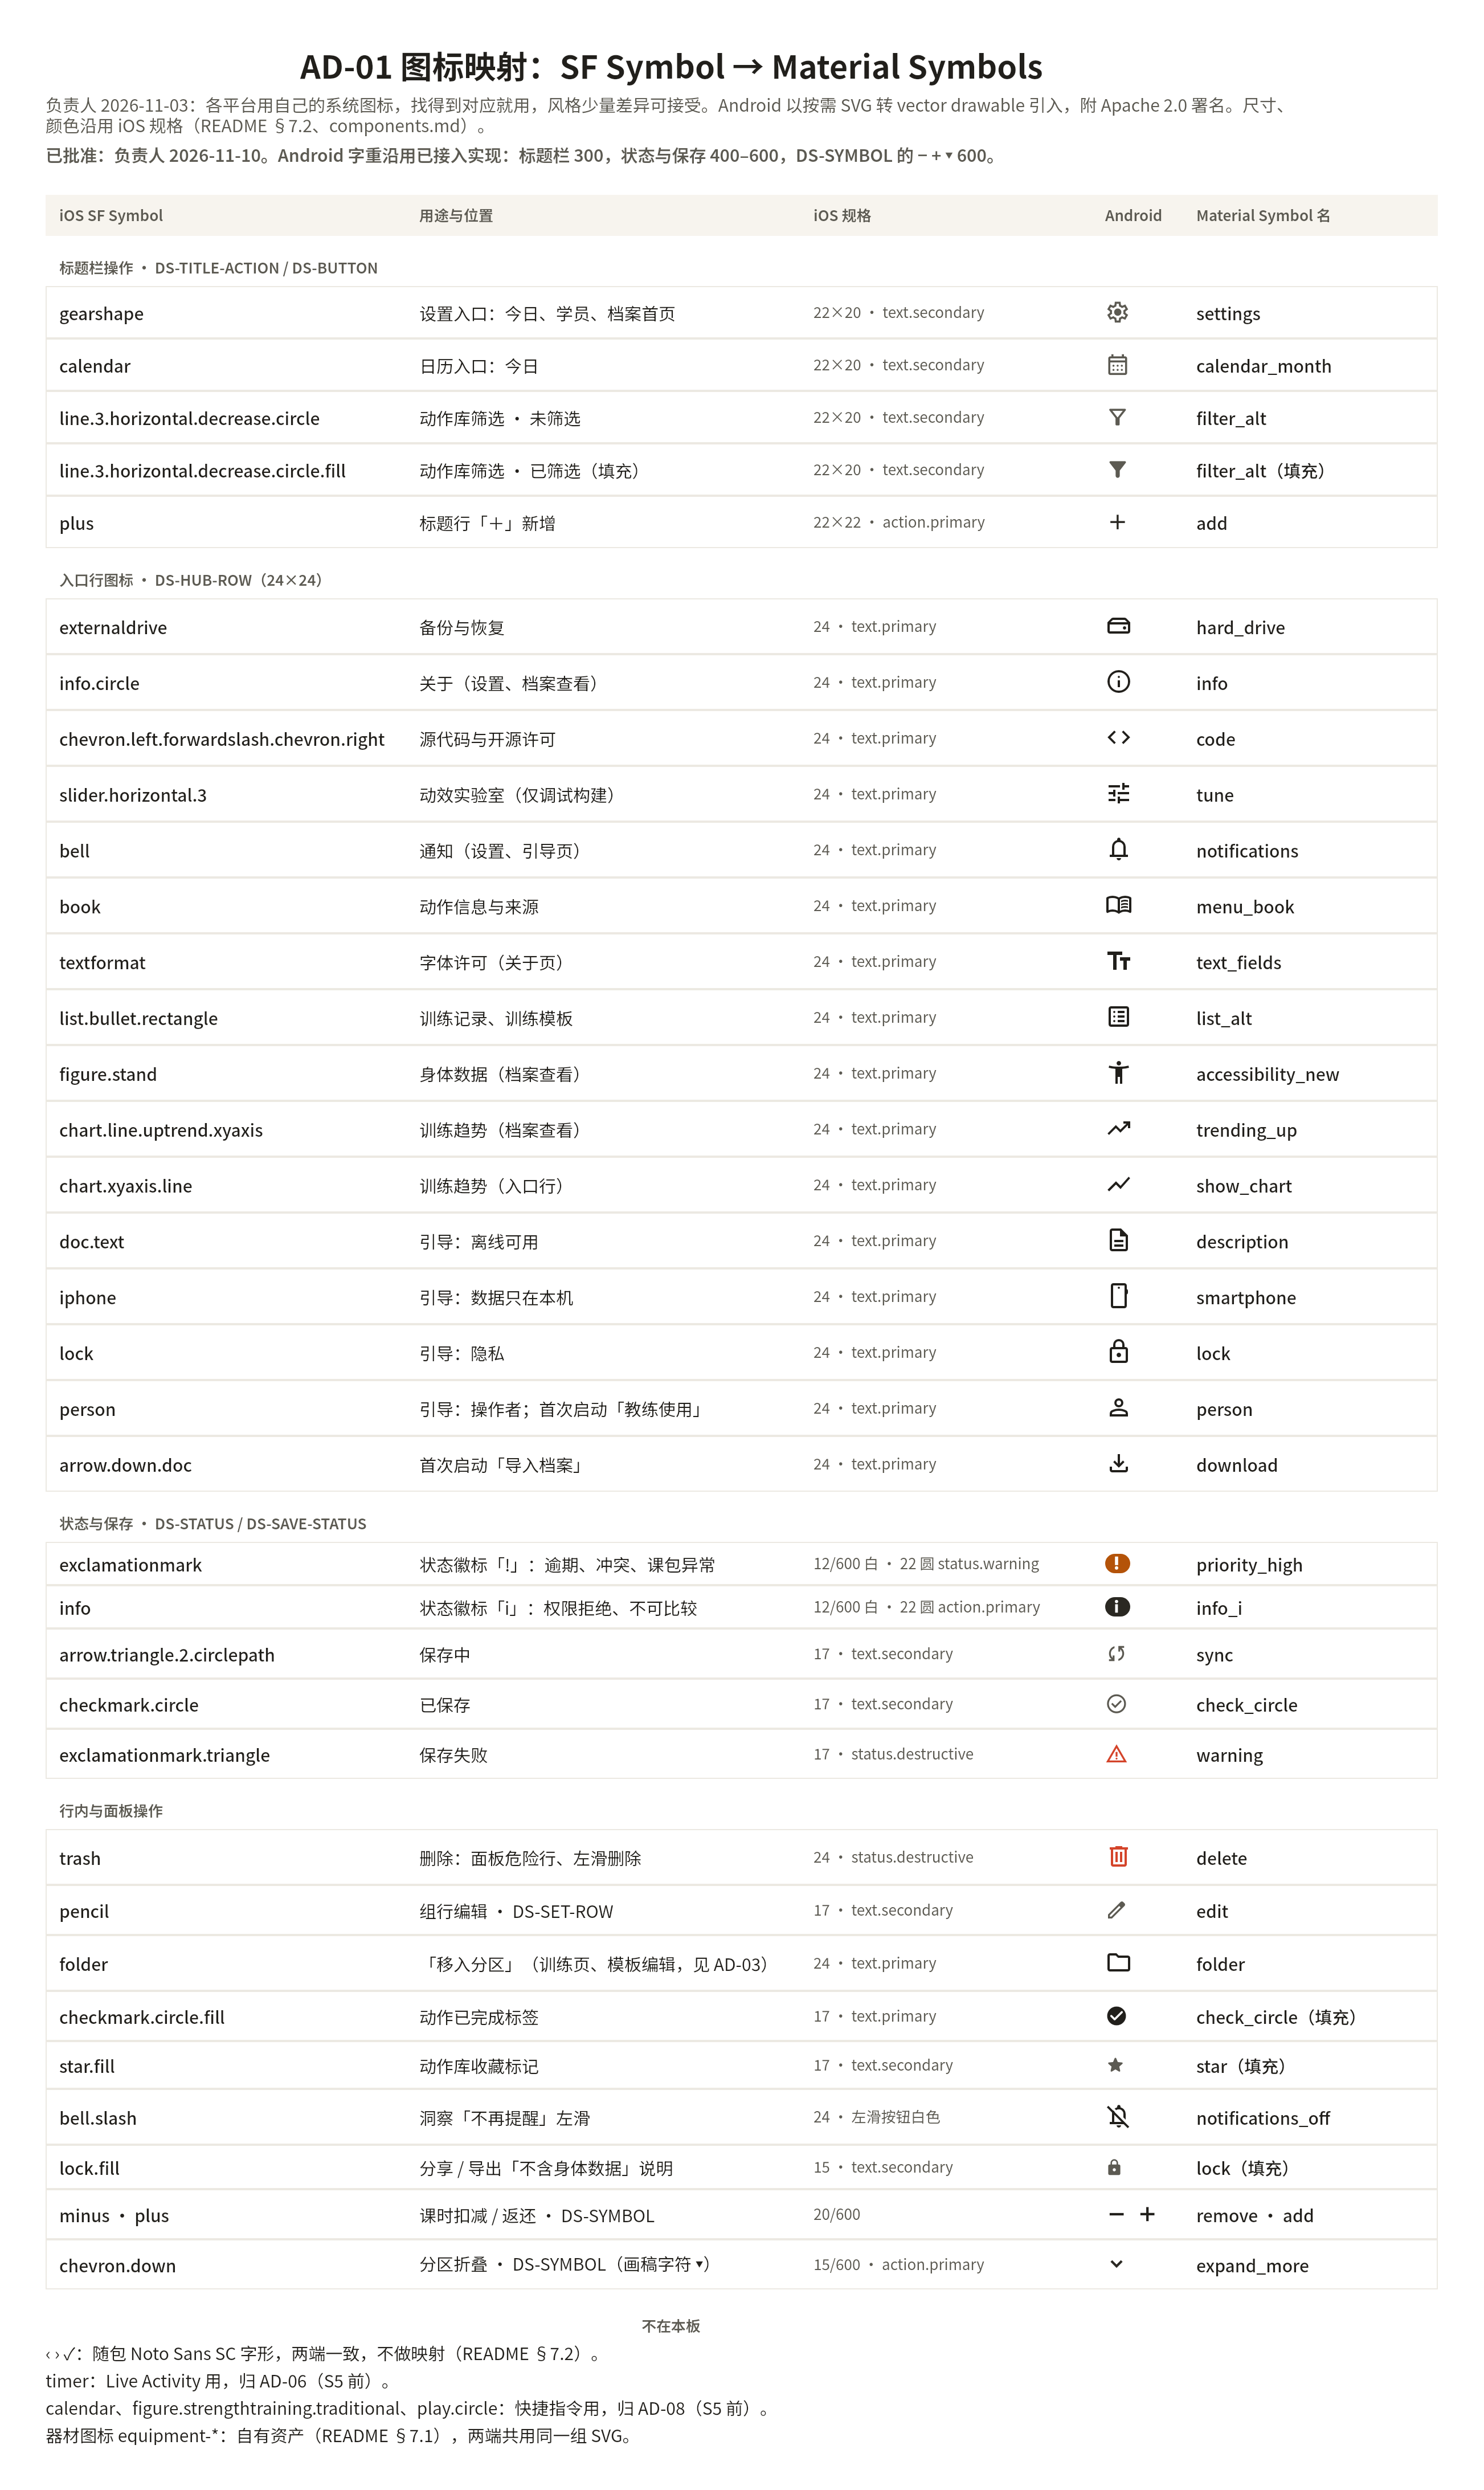 AD-01 图标映射：SF Symbol → Material Symbols
负责人 2026-11-03：各平台用自己的系统图标，找得到对应就用，风格少量差异可接受。Android 以按需 SVG 转 vector drawable 引入，附 Apache 2.0 署名。尺寸、
颜色沿用 iOS 规格（README §7.2、components.md）。
已批准：负责人 2026-11-10。Android 字重沿用已接入实现：标题栏 300，状态与保存 400–600，DS-SYMBOL 的 − + ▾ 600。
iOS SF Symbol 用途与位置 iOS 规格 Android Material Symbol 名
标题栏操作 · DS-TITLE-ACTION / DS-BUTTON
gearshape 设置入口：今日、学员、档案首页 22×20 · text.secondary settings
calendar 日历入口：今日 22×20 · text.secondary calendar_month
line.3.horizontal.decrease.circle 动作库筛选 · 未筛选 22×20 · text.secondary filter_alt
line.3.horizontal.decrease.circle.fill 动作库筛选 · 已筛选（填充） 22×20 · text.secondary filter_alt（填充）
plus 标题行「＋」新增 22×22 · action.primary add
入口行图标 · DS-HUB-ROW（24×24）
externaldrive 备份与恢复 24 · text.primary hard_drive
info.circle 关于（设置、档案查看） 24 · text.primary info
chevron.left.forwardslash.chevron.right 源代码与开源许可 24 · text.primary code
slider.horizontal.3 动效实验室（仅调试构建） 24 · text.primary tune
bell 通知（设置、引导页） 24 · text.primary notifications
book 动作信息与来源 24 · text.primary menu_book
textformat 字体许可（关于页） 24 · text.primary text_fields
list.bullet.rectangle 训练记录、训练模板 24 · text.primary list_alt
figure.stand 身体数据（档案查看） 24 · text.primary accessibility_new
chart.line.uptrend.xyaxis 训练趋势（档案查看） 24 · text.primary trending_up
chart.xyaxis.line 训练趋势（入口行） 24 · text.primary show_chart
doc.text 引导：离线可用 24 · text.primary description
iphone 引导：数据只在本机 24 · text.primary smartphone
lock 引导：隐私 24 · text.primary lock
person 引导：操作者；首次启动「教练使用」 24 · text.primary person
arrow.down.doc 首次启动「导入档案」 24 · text.primary download
状态与保存 · DS-STATUS / DS-SAVE-STATUS
exclamationmark 状态徽标「!」：逾期、冲突、课包异常 12/600 白 · 22 圆 status.warning priority_high
info 状态徽标「i」：权限拒绝、不可比较 12/600 白 · 22 圆 action.primary info_i
arrow.triangle.2.circlepath 保存中 17 · text.secondary sync
checkmark.circle 已保存 17 · text.secondary check_circle
exclamationmark.triangle 保存失败 17 · status.destructive warning
行内与面板操作
trash 删除：面板危险行、左滑删除 24 · status.destructive delete
pencil 组行编辑 · DS-SET-ROW 17 · text.secondary edit
folder 「移入分区」（训练页、模板编辑，见 AD-03） 24 · text.primary folder
checkmark.circle.fill 动作已完成标签 17 · text.primary check_circle（填充）
star.fill 动作库收藏标记 17 · text.secondary star（填充）
bell.slash 洞察「不再提醒」左滑 24 · 左滑按钮白色 notifications_off
lock.fill 分享 / 导出「不含身体数据」说明 15 · text.secondary lock（填充）
minus · plus 课时扣减 / 返还 · DS-SYMBOL 20/600 remove · add
chevron.down 分区折叠 · DS-SYMBOL（画稿字符 ▾） 15/600 · action.primary expand_more
不在本板
‹ › ✓：随包 Noto Sans SC 字形，两端一致，不做映射（README §7.2）。
timer：Live Activity 用，归 AD-06（S5 前）。
calendar、figure.strengthtraining.traditional、play.circle：快捷指令用，归 AD-08（S5 前）。
器材图标 equipment-*：自有资产（README §7.1），两端共用同一组 SVG。